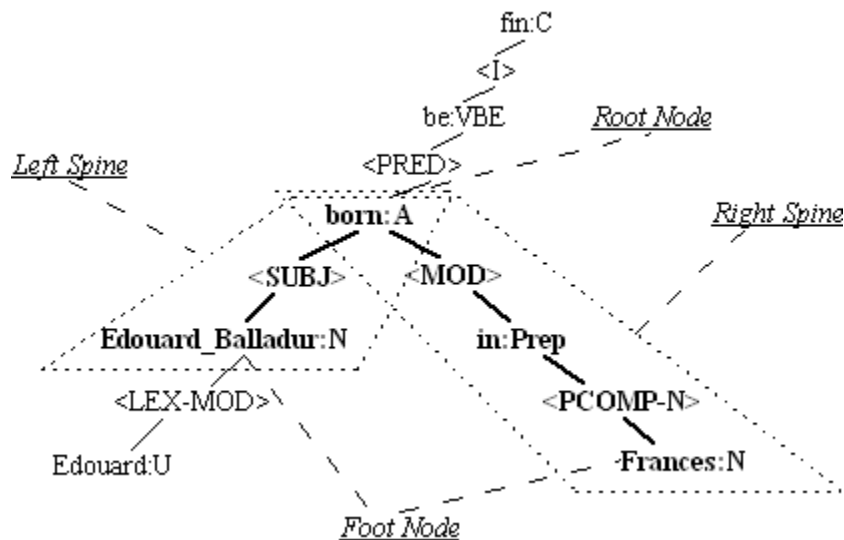 fin:C
<I>
be:VBE
Root Node
Left Spine
<PRED>
born:A
Right Spine
<SUBJ>
<MOD>
Edouard_Balladur:N
in:Prep
<LEX-MOD>
<PCOMP-N>
Edouard:U
Frances:N
Foot Node